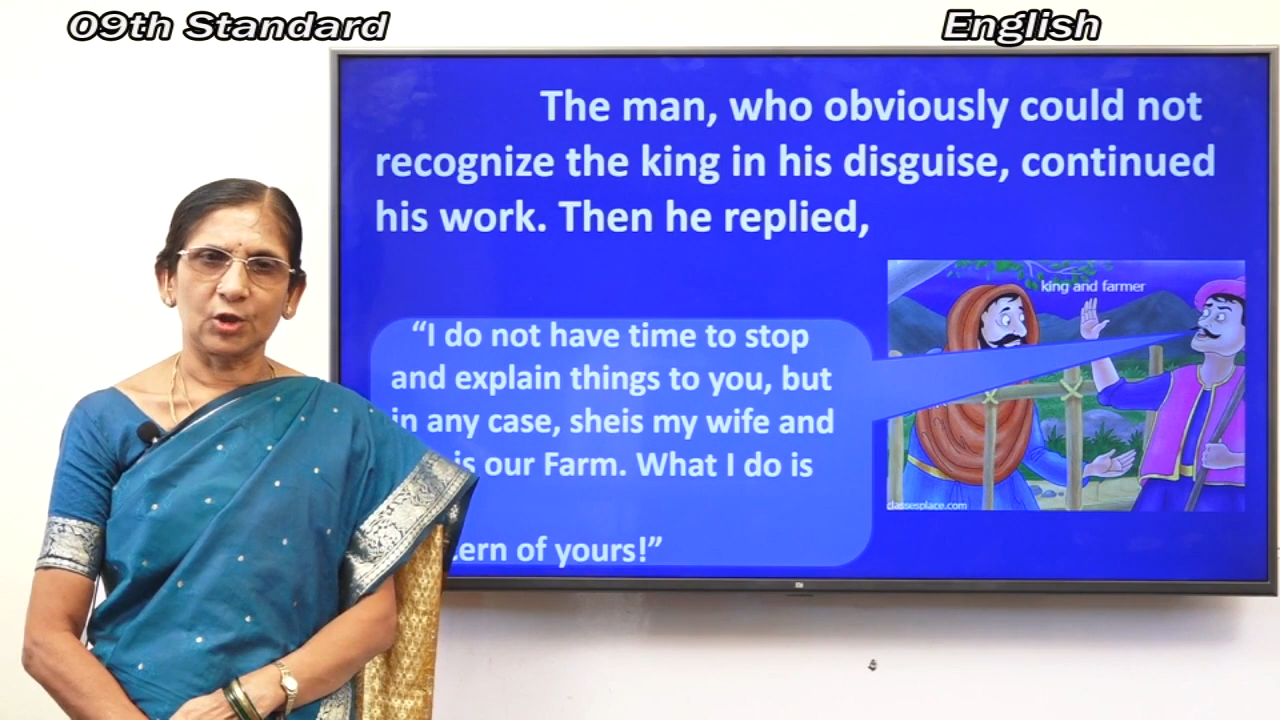 09th Standard
English
The man, who obviously could not
recognize the king in his disguise, continued
his work. Then he replied,
king and farmer
“I do not have time to stop
and explain things to you, but
in any case, sheis my wife and
is our Farm. What I do is
of yours!”
classesplace.com